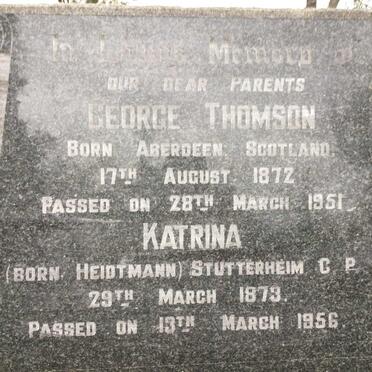 In Loving Memory of
OUR DEAR PARENTS
GEORGE THOMSON
BORN ABERDEEN. SCOTLAND.
17TH AUGUST 1872
PASSED ON 28TH MARCH 1951.
KATRINA
(BORN HEIDTMANN) STUTTERHEIM C.P.
29TH MARCH 1873.
PASSED ON 13TH MARCH 1956.